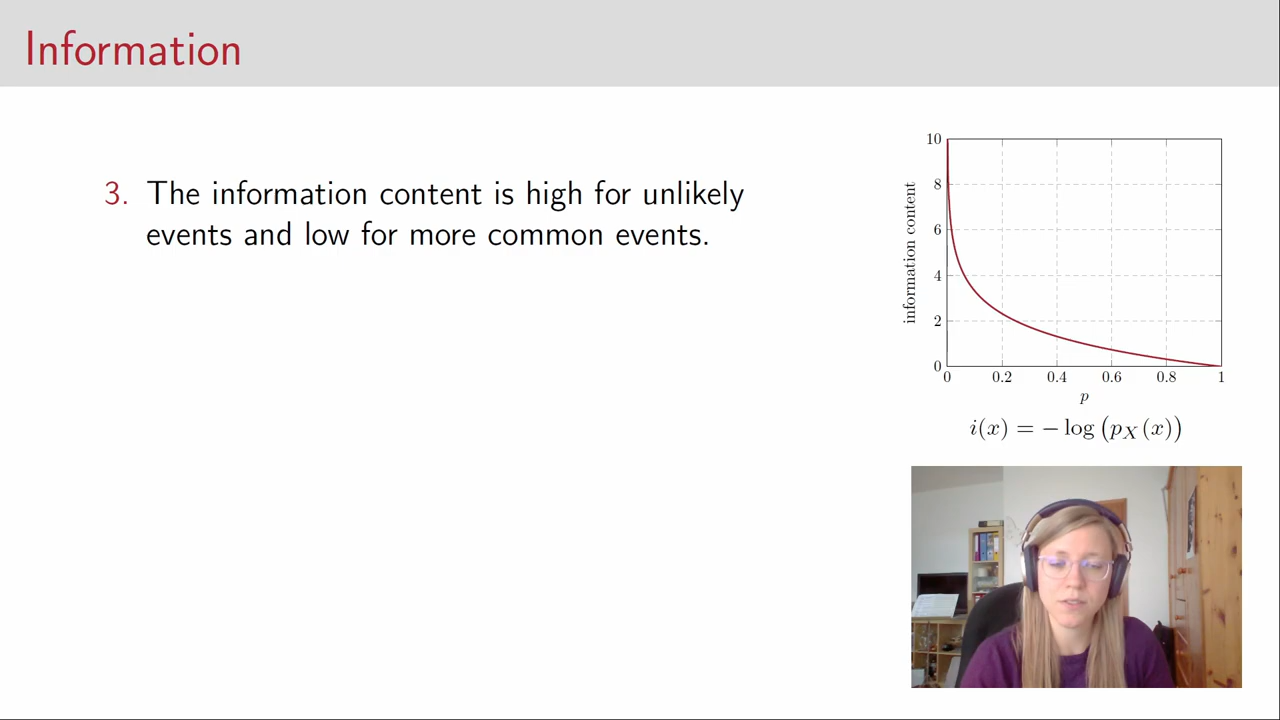 Information
3. The information content is high for unlikely
events and low for more common events.
10
8
6
4
2
0
information content
0 0.2 0.4 0.6 0.8 1
p
i(x) = − log (p_X(x))